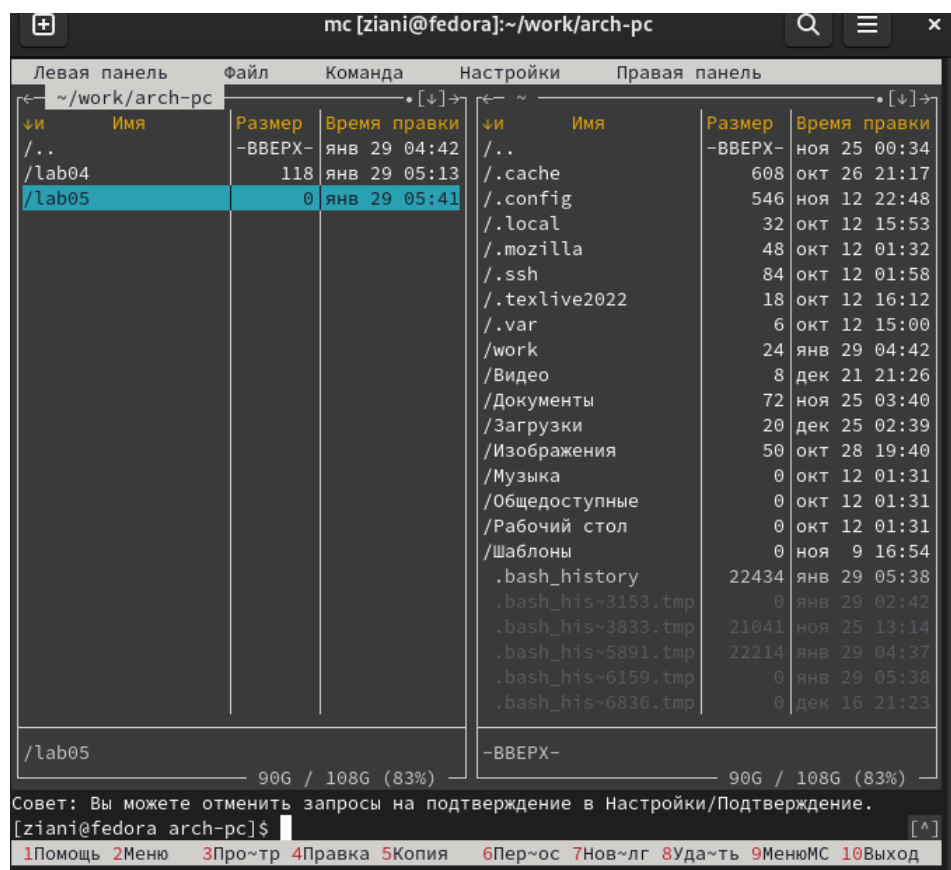 mc [ziani@fedora]:~/work/arch-pc
Левая панель Файл Команда Настройки Правая панель
~/work/arch-pc
↓и Имя Размер Время правки
/.. -ВВЕРХ- янв 29 04:42
/lab04 118 янв 29 05:13
/lab05 0 янв 29 05:41
/lab05
90G / 108G (83%)
~
↓и Имя Размер Время правки
/.. -ВВЕРХ- ноя 25 00:34
/.cache 608 окт 26 21:17
/.config 546 ноя 12 22:48
/.local 32 окт 12 15:53
/.mozilla 48 окт 12 01:32
/.ssh 84 окт 12 01:58
/.texlive2022 18 окт 12 16:12
/.var 6 окт 12 15:00
/work 24 янв 29 04:42
/Видео 8 дек 21 21:26
/Документы 72 ноя 25 03:40
/Загрузки 20 дек 25 02:39
/Изображения 50 окт 28 19:40
/Музыка 0 окт 12 01:31
/Общедоступные 0 окт 12 01:31
/Рабочий стол 0 окт 12 01:31
/Шаблоны 0 ноя 9 16:54
.bash_history 22434 янв 29 05:38
.bash_his~3153.tmp 0 янв 29 02:42
.bash_his~3833.tmp 21041 ноя 25 13:14
.bash_his~5891.tmp 22214 янв 29 04:37
.bash_his~6159.tmp 0 янв 29 05:38
.bash_his~6836.tmp 0 дек 16 21:23
-ВВЕРХ-
90G / 108G (83%)
Совет: Вы можете отменить запросы на подтверждение в Настройки/Подтверждение.
[ziani@fedora arch-pc]$ [^]
1Помощь 2Меню 3Про~тр 4Правка 5Копия 6Пер~ос 7Нов~лг 8Уда~ть 9МенюMC 10Выход